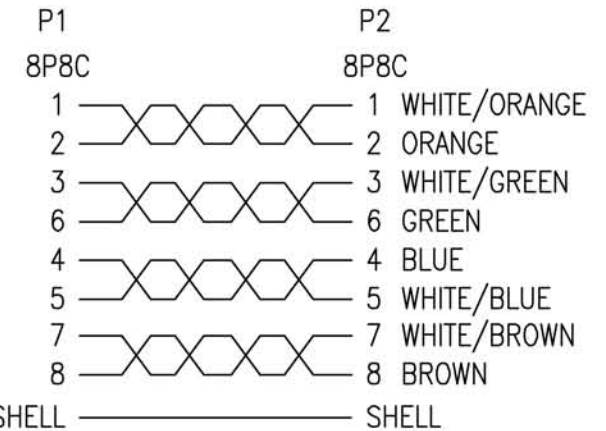 P1 P2
8P8C 8P8C
1 1 WHITE/ORANGE
2 2 ORANGE
3 3 WHITE/GREEN
6 6 GREEN
4 4 BLUE
5 5 WHITE/BLUE
7 7 WHITE/BROWN
8 8 BROWN
SHELL SHELL